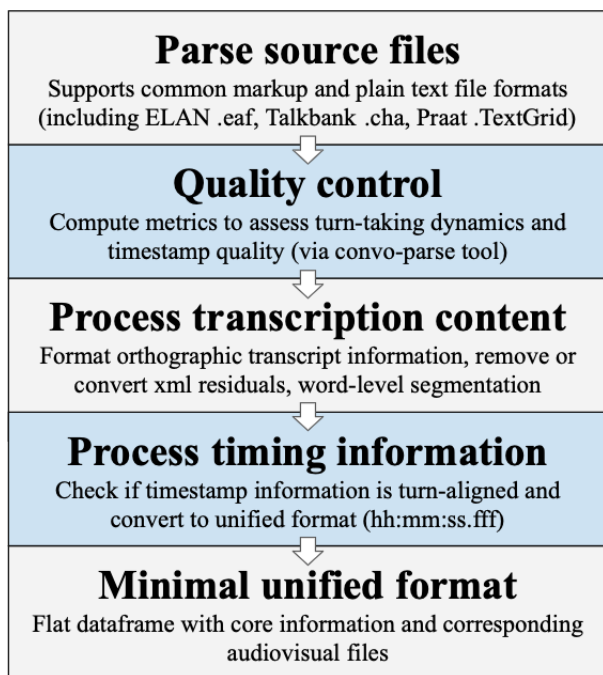 Parse source files
Supports common markup and plain text file formats
(including ELAN .eaf, Talkbank .cha, Praat .TextGrid)
Quality control
Compute metrics to assess turn-taking dynamics and
timestamp quality (via convo-parse tool)
Process transcription content
Format orthographic transcript information, remove or
convert xml residuals, word-level segmentation
Process timing information
Check if timestamp information is turn-aligned and
convert to unified format (hh:mm:ss.fff)
Minimal unified format
Flat dataframe with core information and corresponding
audiovisual files